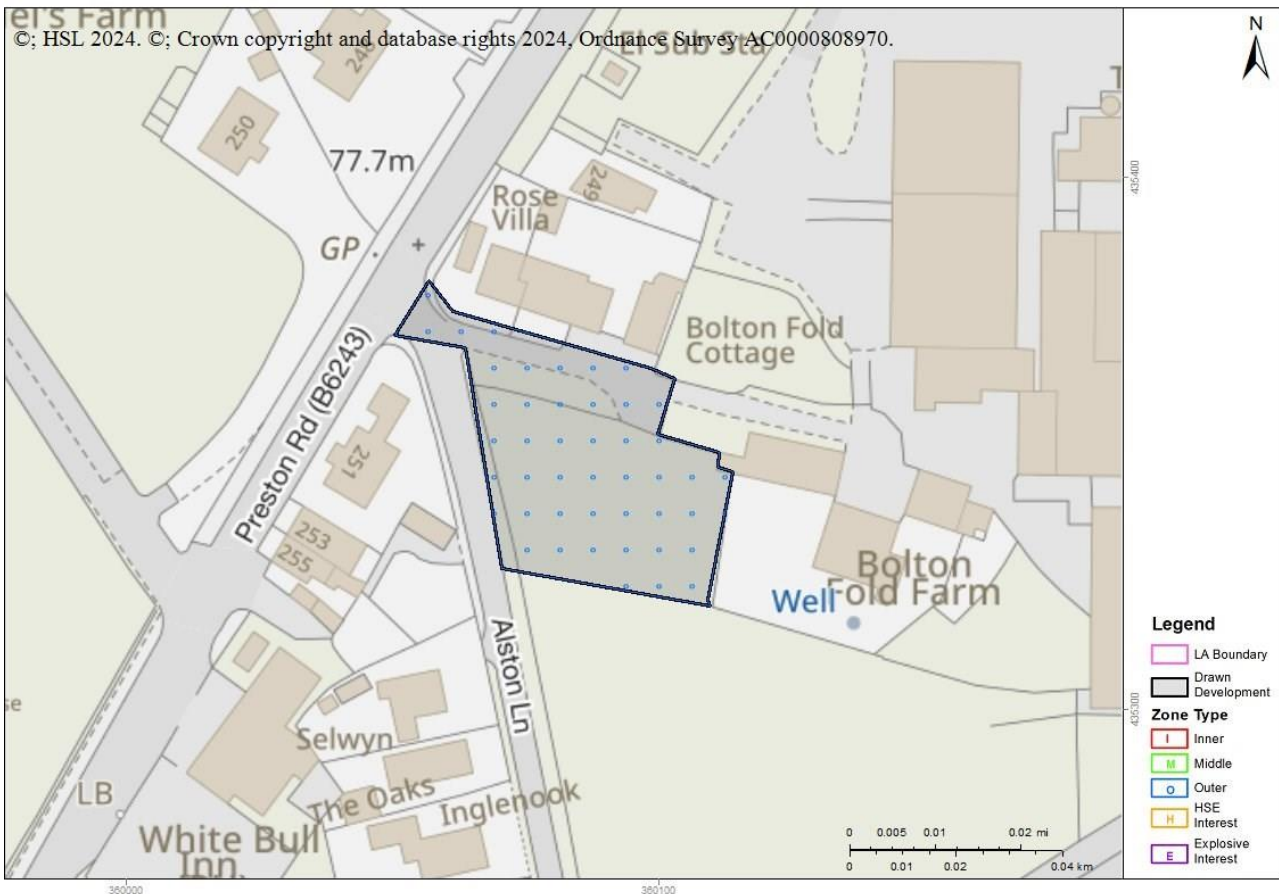 el's Farm
©; HSL 2024. ©; Crown copyright and database rights 2024, Ordnance Survey AC0000808970.
El Sub Sta
N
248
250
77.7m
249
Rose
Villa
GP
435400
Bolton Fold
Cottage
Preston Rd (B6243)
251
253
255
Bolton
Fold Farm
Well
Alston Ln
Selwyn
The Oaks
Inglenook
LB
White Bull
Inn,
Legend
LA Boundary
Drawn
Development
Zone Type
I Inner
M Middle
O Outer
H HSE
Interest
E Explosive
Interest
435300
0 0.005 0.01 0.02 mi
0 0.01 0.02 0.04 km
360000
360100